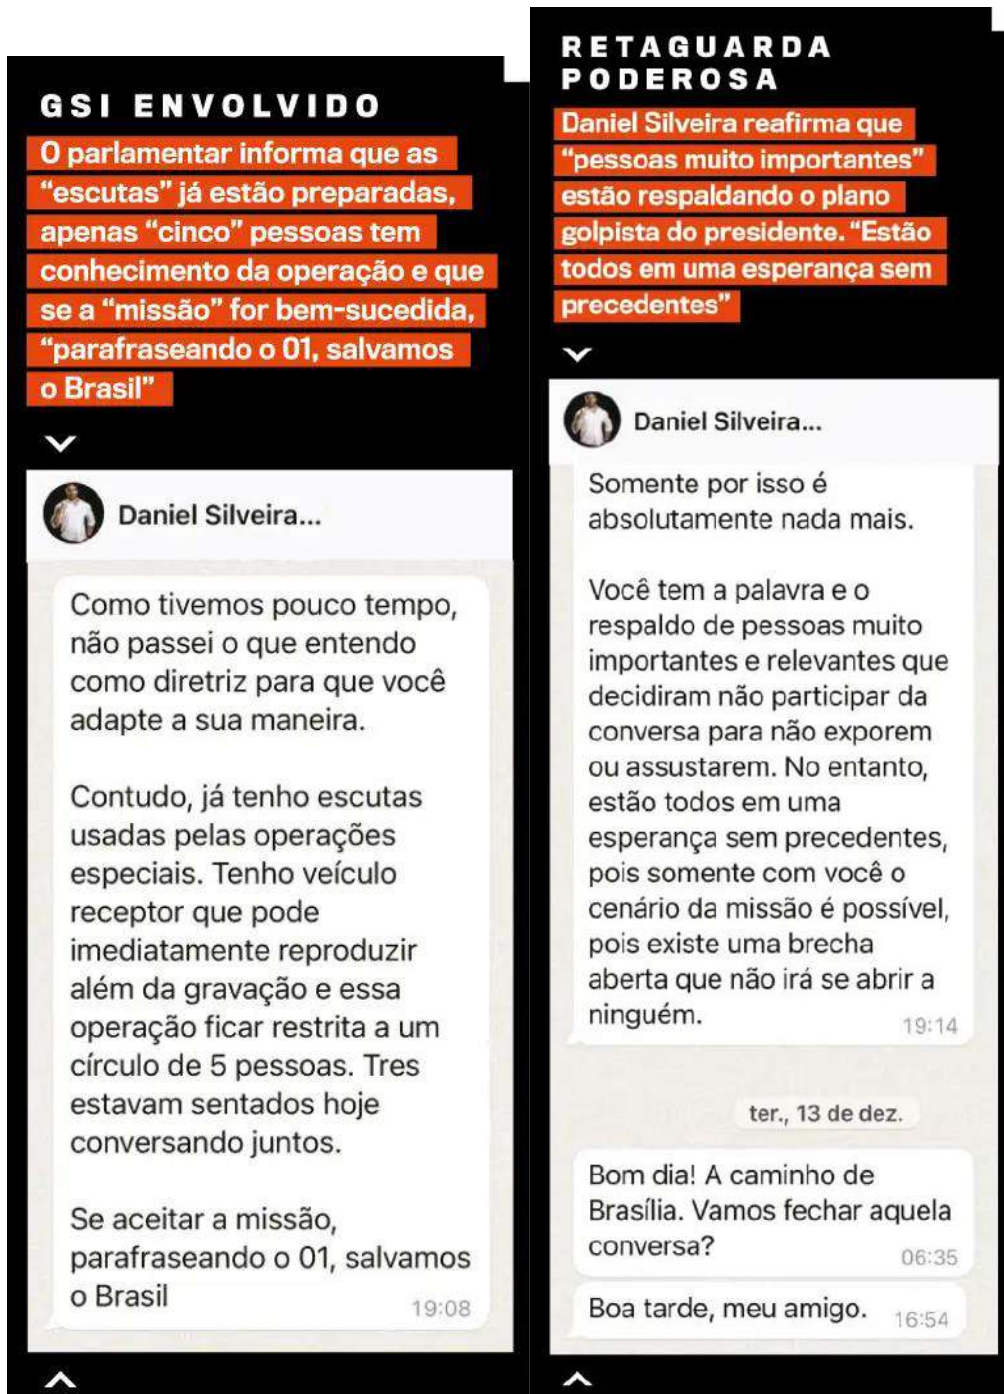 GSI ENVOLVIDO
O parlamentar informa que as
“escutas” já estão preparadas,
apenas “cinco” pessoas tem
conhecimento da operação e que
se a “missão” for bem-sucedida,
“parafraseando o 01, salvamos
o Brasil”
Daniel Silveira...
Como tivemos pouco tempo,
não passei o que entendo
como diretriz para que você
adapte a sua maneira.
Contudo, já tenho escutas
usadas pelas operações
especiais. Tenho veículo
receptor que pode
imediatamente reproduzir
além da gravação e essa
operação ficar restrita a um
círculo de 5 pessoas. Tres
estavam sentados hoje
conversando juntos.
Se aceitar a missão,
parafraseando o 01, salvamos
o Brasil
19:08
RETAGUARDA
PODEROSA
Daniel Silveira reafirma que
“pessoas muito importantes”
estão respaldando o plano
golpista do presidente. “Estão
todos em uma esperança sem
precedentes”
Daniel Silveira...
Somente por isso é
absolutamente nada mais.
Você tem a palavra e o
respaldo de pessoas muito
importantes e relevantes que
decidiram não participar da
conversa para não exporem
ou assustarem. No entanto,
estão todos em uma
esperança sem precedentes,
pois somente com você o
cenário da missão é possível,
pois existe uma brecha
aberta que não irá se abrir a
ninguém.
19:14
ter., 13 de dez.
Bom dia! A caminho de
Brasília. Vamos fechar aquela
conversa?
06:35
Boa tarde, meu amigo.
16:54